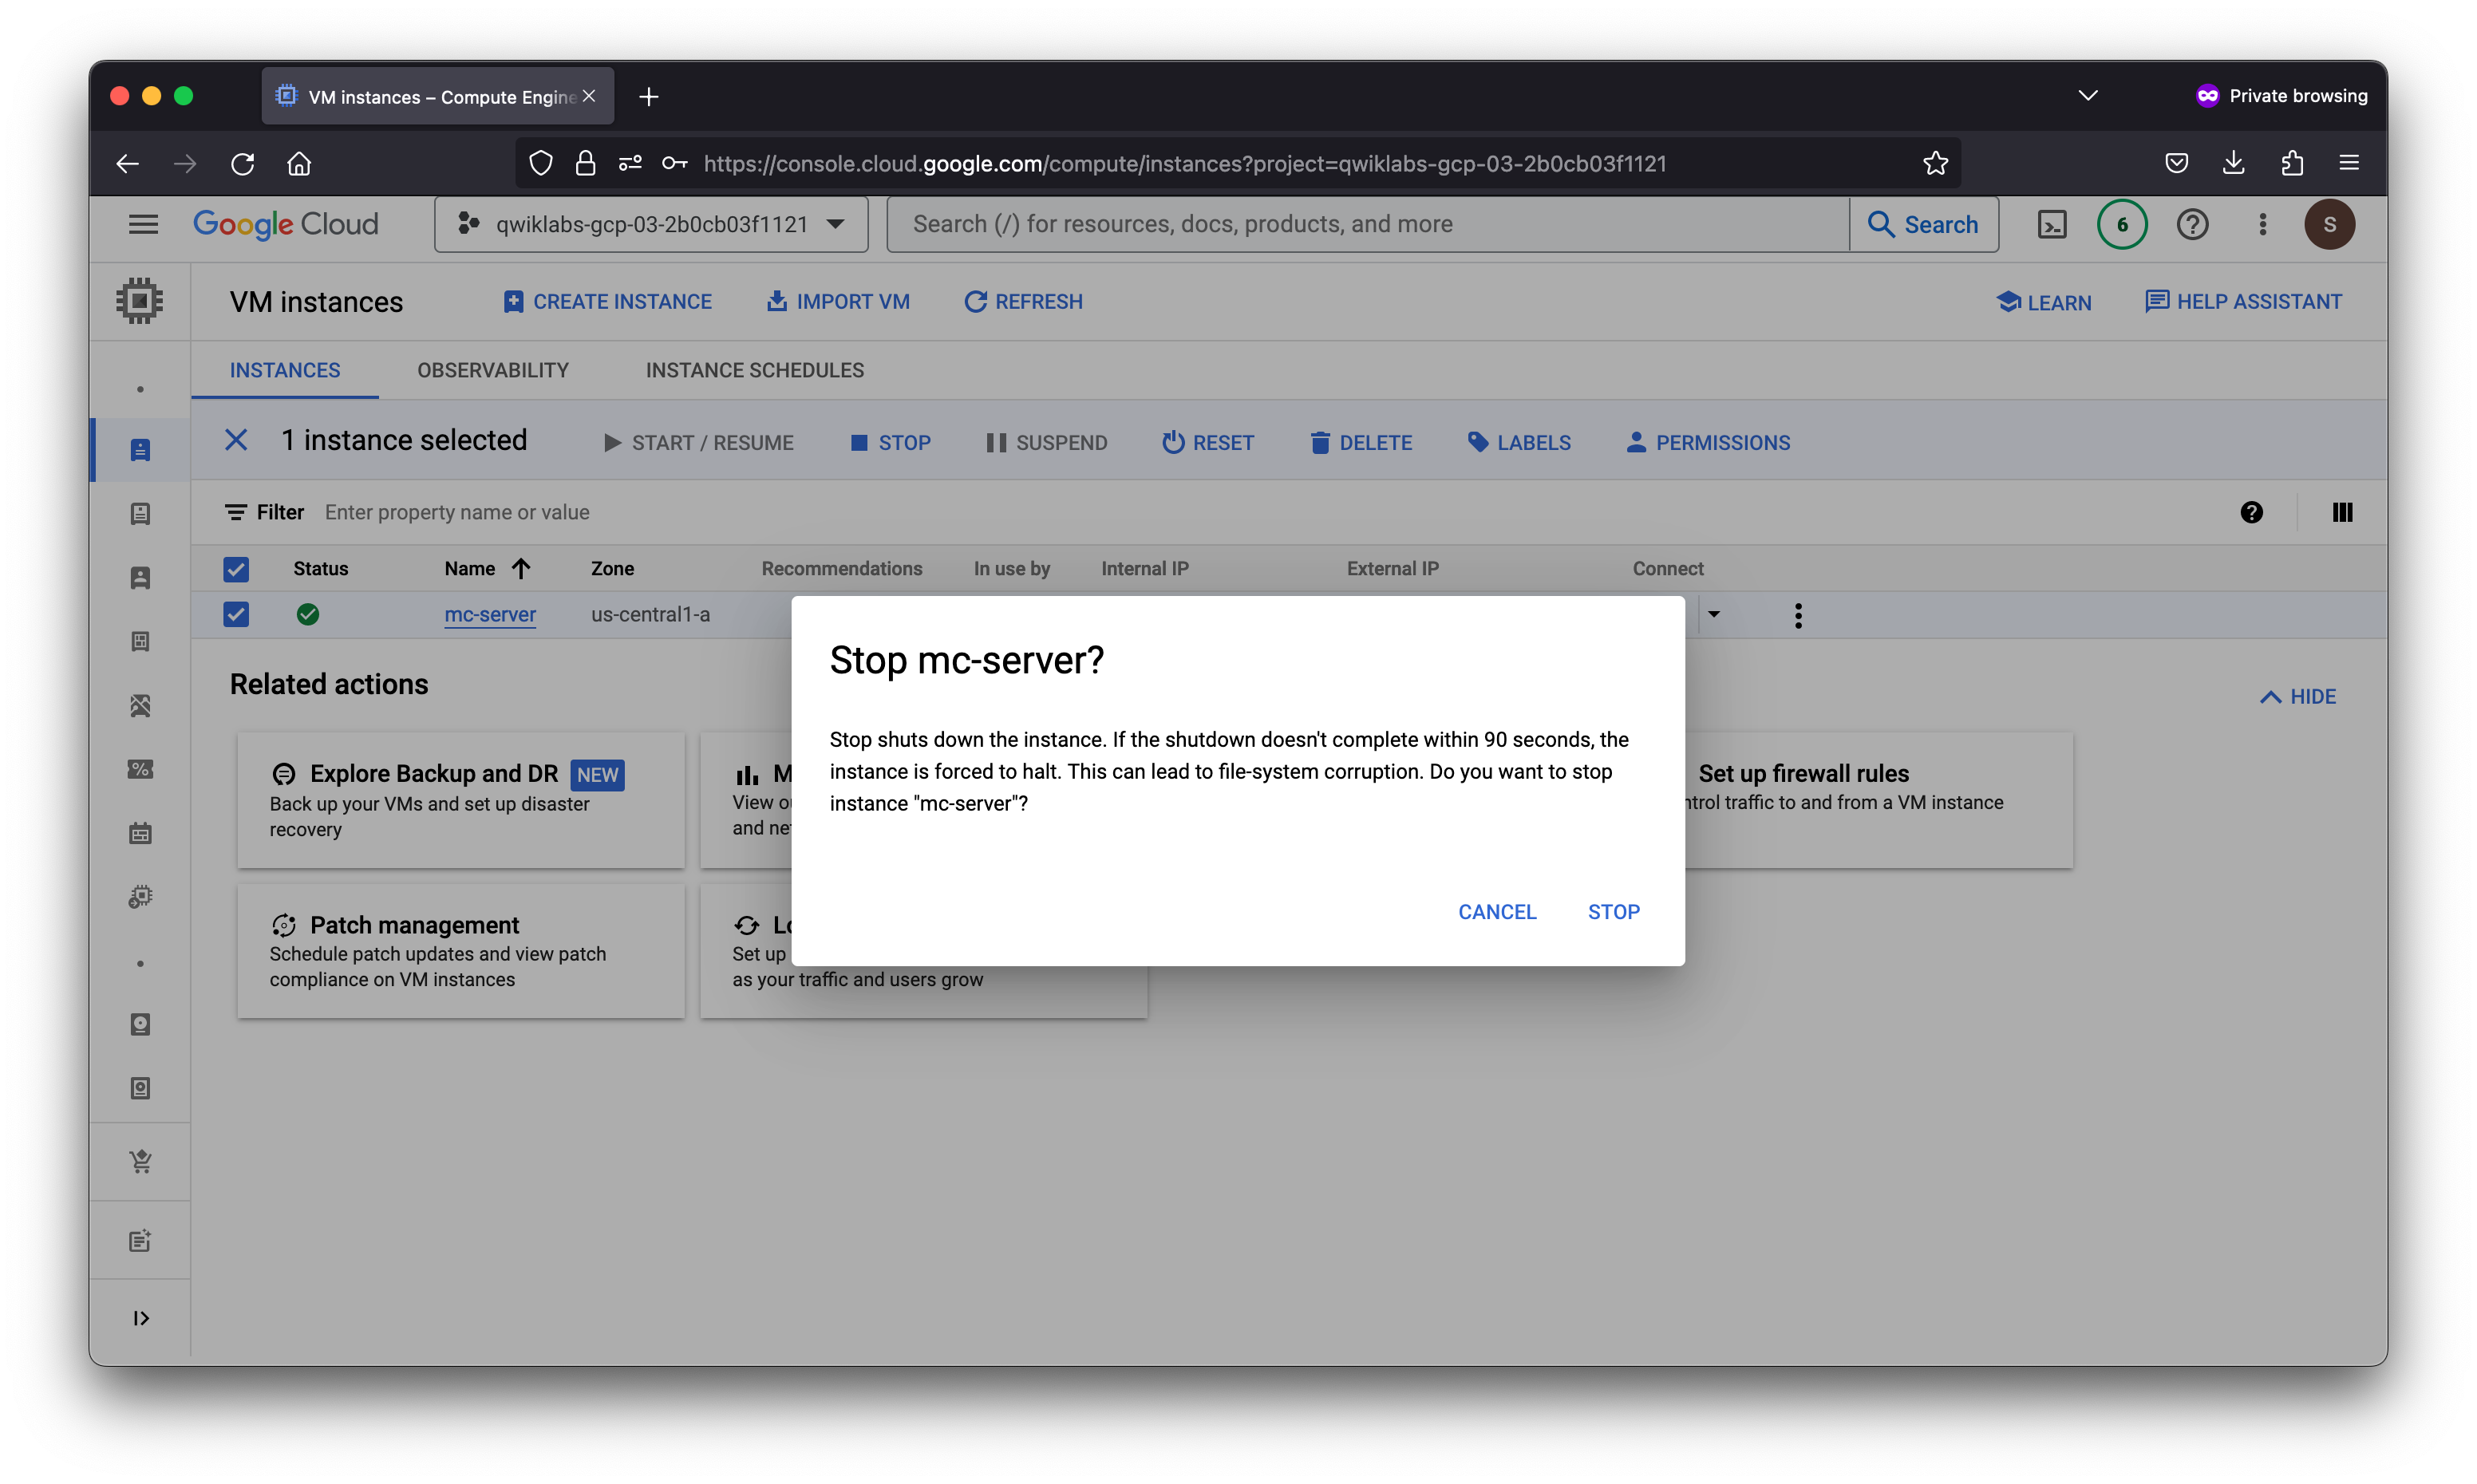 VM instances – Compute Engine
Private browsing
https://console.cloud.google.com/compute/instances?project=qwiklabs-gcp-03-2b0cb03f1121
Google Cloud
qwiklabs-gcp-03-2b0cb03f1121
Search (/) for resources, docs, products, and more
Search
6
S
VM instances
CREATE INSTANCE
IMPORT VM
REFRESH
LEARN
HELP ASSISTANT
INSTANCES
OBSERVABILITY
INSTANCE SCHEDULES
1 instance selected
START / RESUME
STOP
SUSPEND
RESET
DELETE
LABELS
PERMISSIONS
Filter
Enter property name or value
Status
Name
Zone
Recommendations
In use by
Internal IP
External IP
Connect
mc-server
us-central1-a
Stop mc-server?
Stop shuts down the instance. If the shutdown doesn't complete within 90 seconds, the
instance is forced to halt. This can lead to file-system corruption. Do you want to stop
instance "mc-server"?
CANCEL
STOP
Related actions
HIDE
Explore Backup and DR
NEW
Back up your VMs and set up disaster
recovery
View
and
Set up firewall rules
traffic to and from a VM instance
Patch management
Schedule patch updates and view patch
compliance on VM instances
Set up
as your traffic and users grow